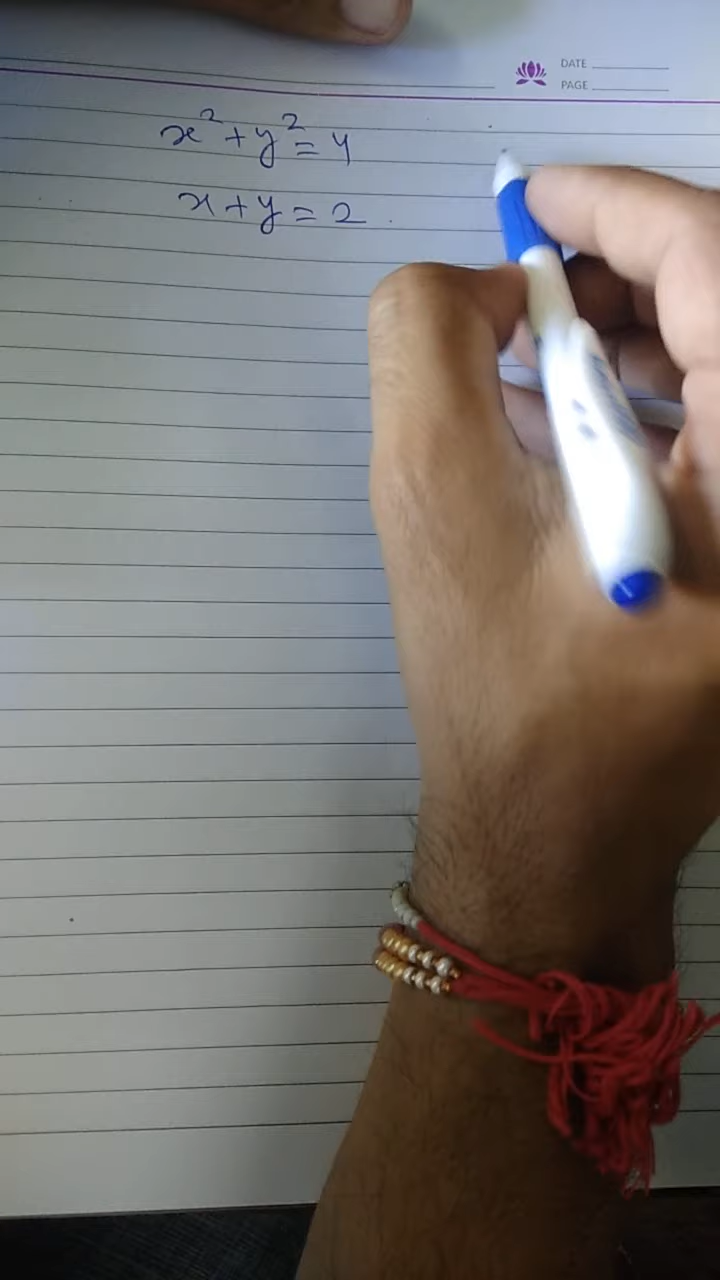 DATE
PAGE
x² + y² = 4
x + y = 2